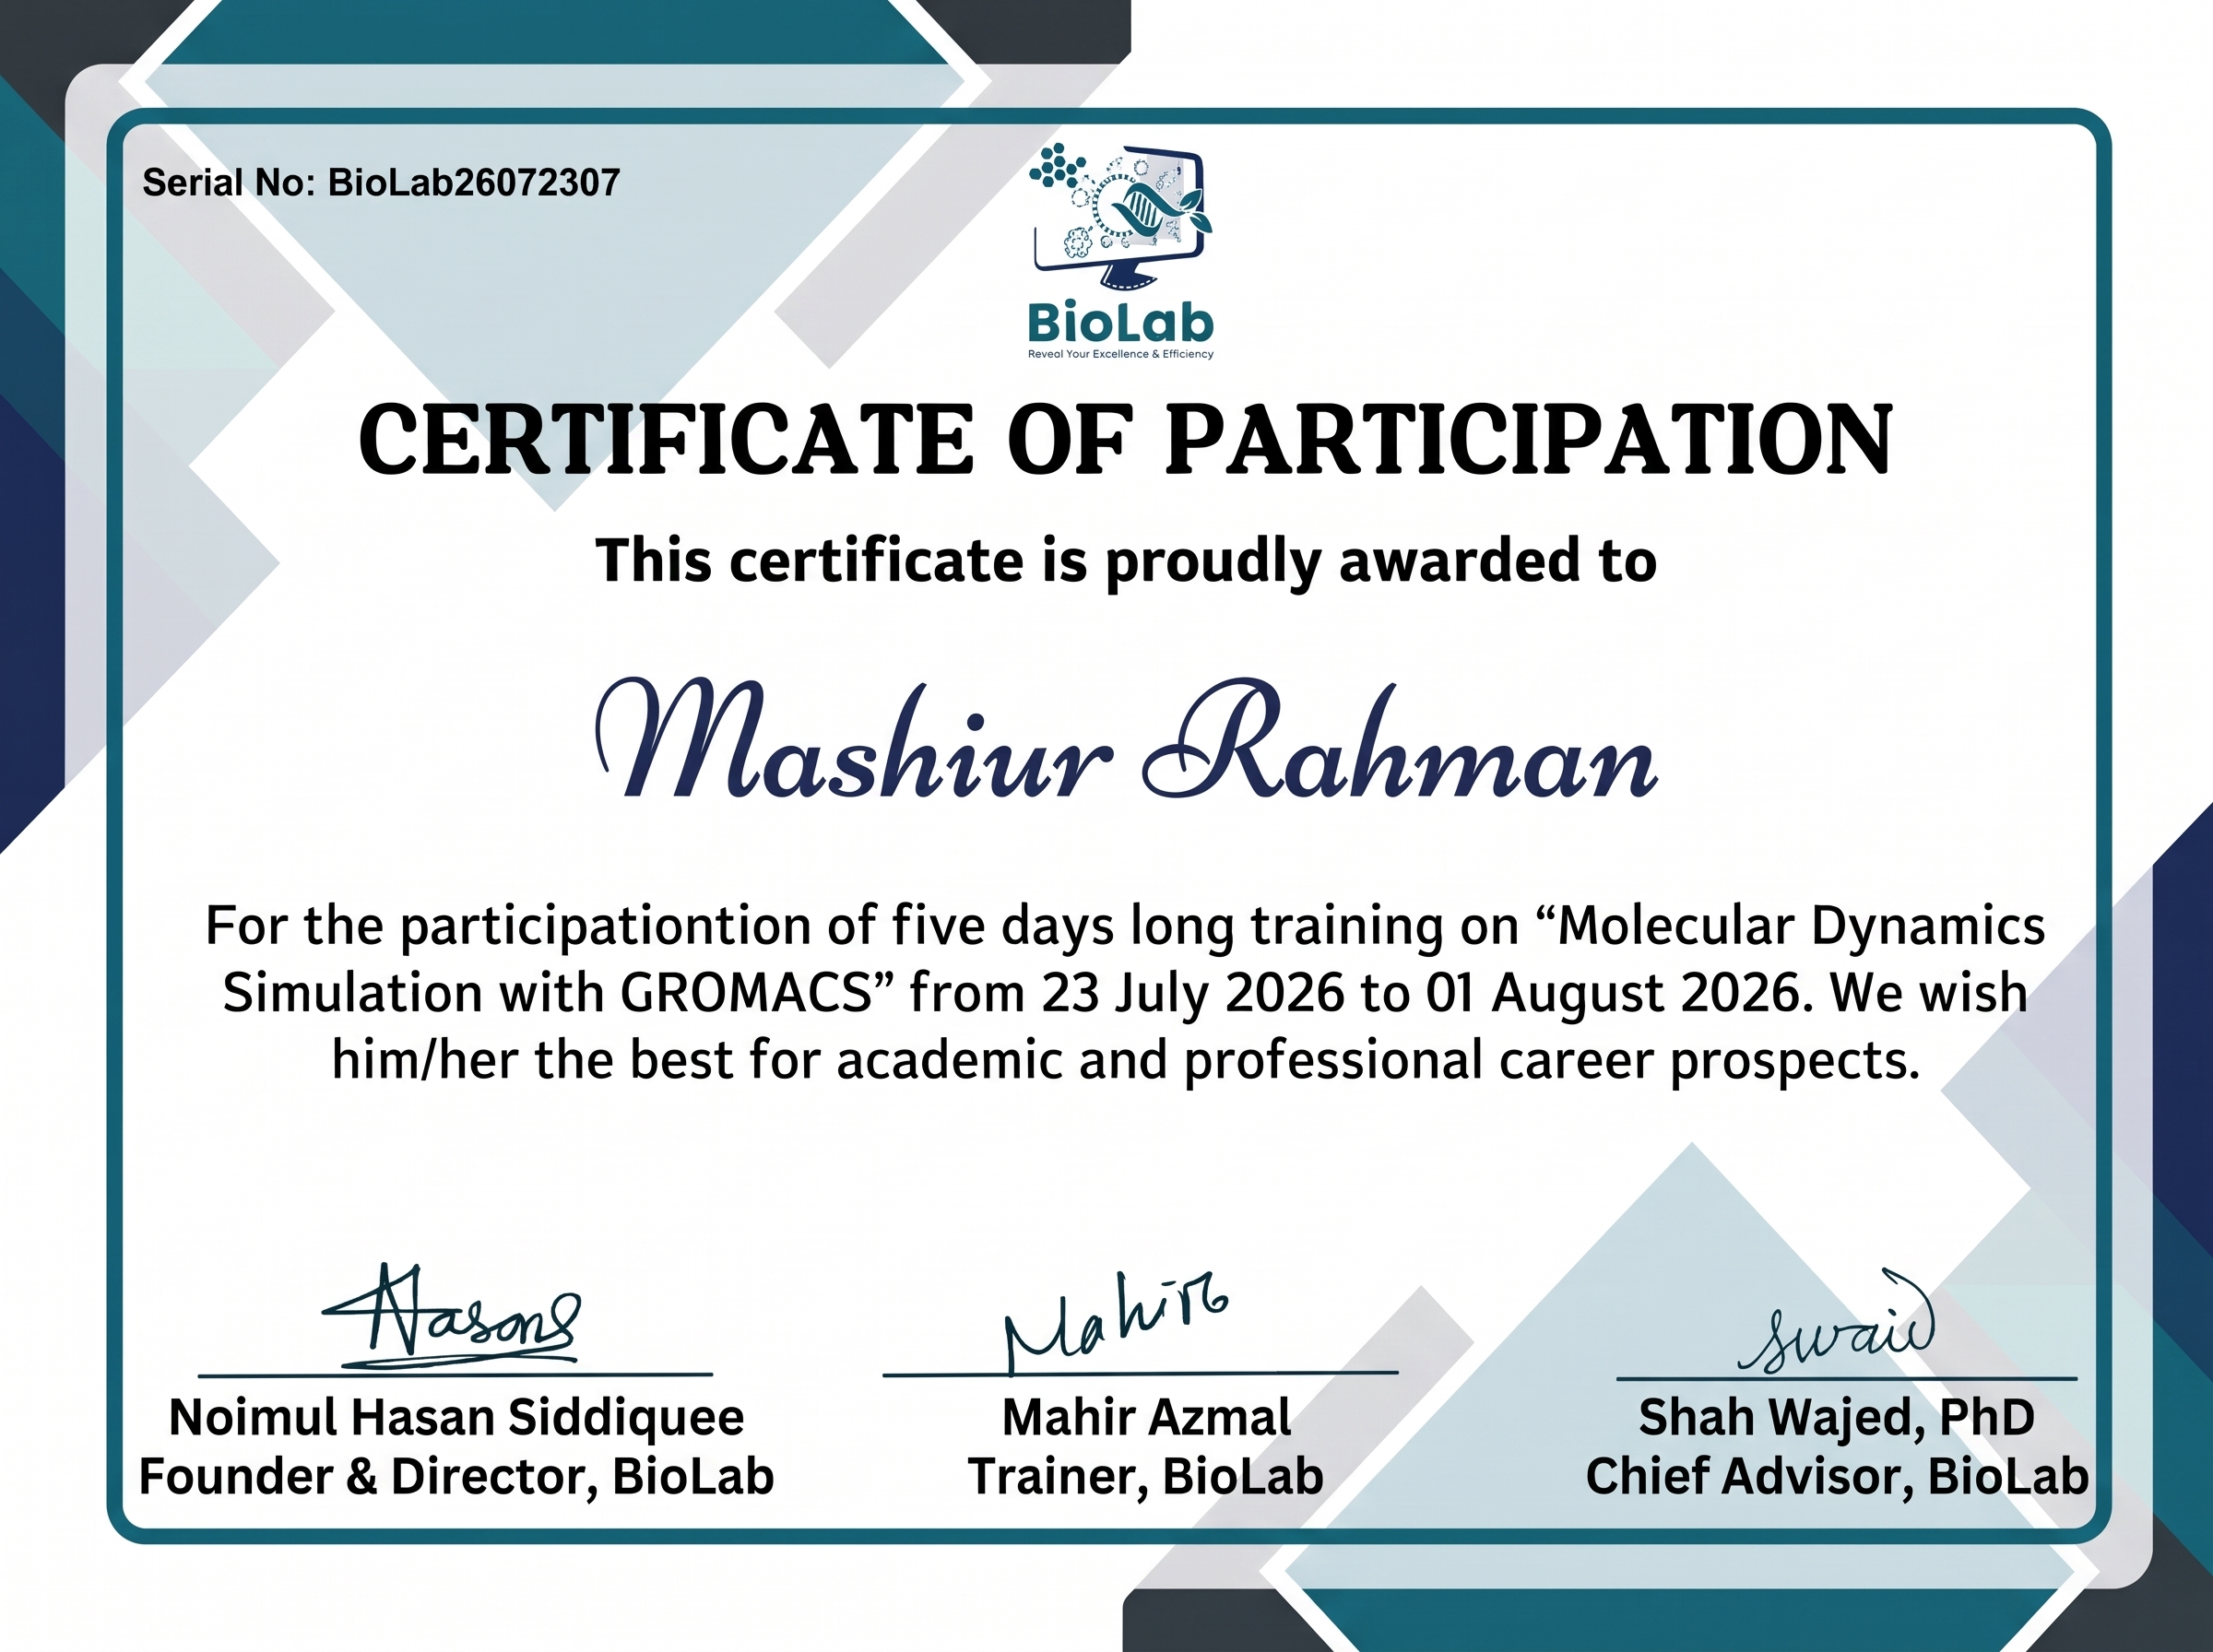 Serial No: BioLab26072307
BioLab
Reveal Your Excellence & Efficiency
CERTIFICATE OF PARTICIPATION
This certificate is proudly awarded to
Mashiur Rahman
For the participationtion of five days long training on “Molecular Dynamics
Simulation with GROMACS” from 23 July 2026 to 01 August 2026. We wish
him/her the best for academic and professional career prospects.
Noimul Hasan Siddiquee
Founder & Director, BioLab
Mahir Azmal
Trainer, BioLab
Shah Wajed, PhD
Chief Advisor, BioLab